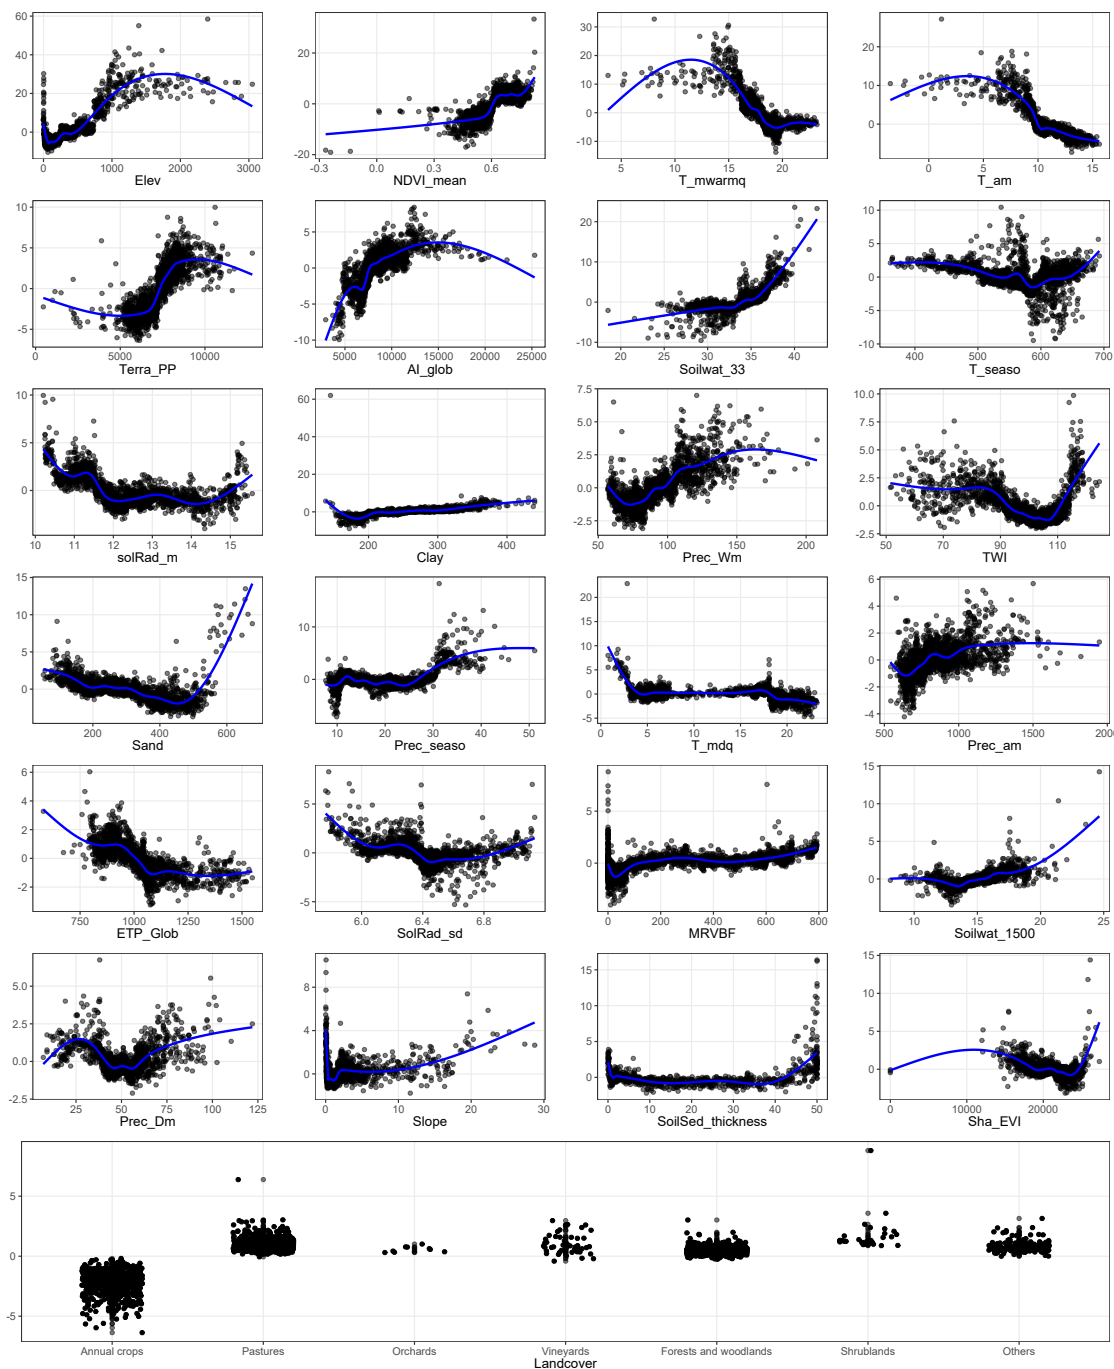 60 40 20 0
0 1000 2000 3000
Elev
20 0 -20
-0.3 0.0 0.3 0.6
NDVI_mean
30 20 10 0 -10
5 10 15 20
T_mwarmq
20 10 0
0 5 10 15
T_am
10 5 0 -5
0 5000 10000
Terra_PP
5 0 -5 -10
5000 10000 15000 20000 25000
AI_glob
20 10 0 -10
20 25 30 35 40
Soilwat_33
10 5 0 -5 -10
400 500 600 700
T_seaso
10 5 0
10 11 12 13 14 15
solRad_m
60 40 20 0
200 300 400
Clay
7.5 5.0 2.5 0.0 -2.5
50 100 150 200
Prec_Wm
10.0 7.5 5.0 2.5 0.0 -2.5
50 70 90 110
TWI
15 10 5 0
200 400 600
Sand
10 0
10 20 30 40 50
Prec_seaso
20 15 10 5 0 -5
0 5 10 15 20
T_mdq
6 4 2 0 -2 -4
500 1000 1500 2000
Prec_am
6 4 2 0 -2
750 1000 1250 1500
ETP_Glob
5 0 -5
6.0 6.4 6.8
SolRad_sd
5 0
0 200 400 600 800
MRVBF
15 10 5 0
10 15 20 25
Soilwat_1500
5.0 2.5 0.0 -2.5
25 50 75 100 125
Prec_Dm
8 4 0
0 10 20 30
Slope
15 10 5 0
0 10 20 30 40 50
SoilSed_thickness
15 10 5 0
0 10000 20000
Sha_EVI
5 0 -5
Annual crops Pastures Orchards Vineyards Forests and woodlands Shrublands Others
Landcover